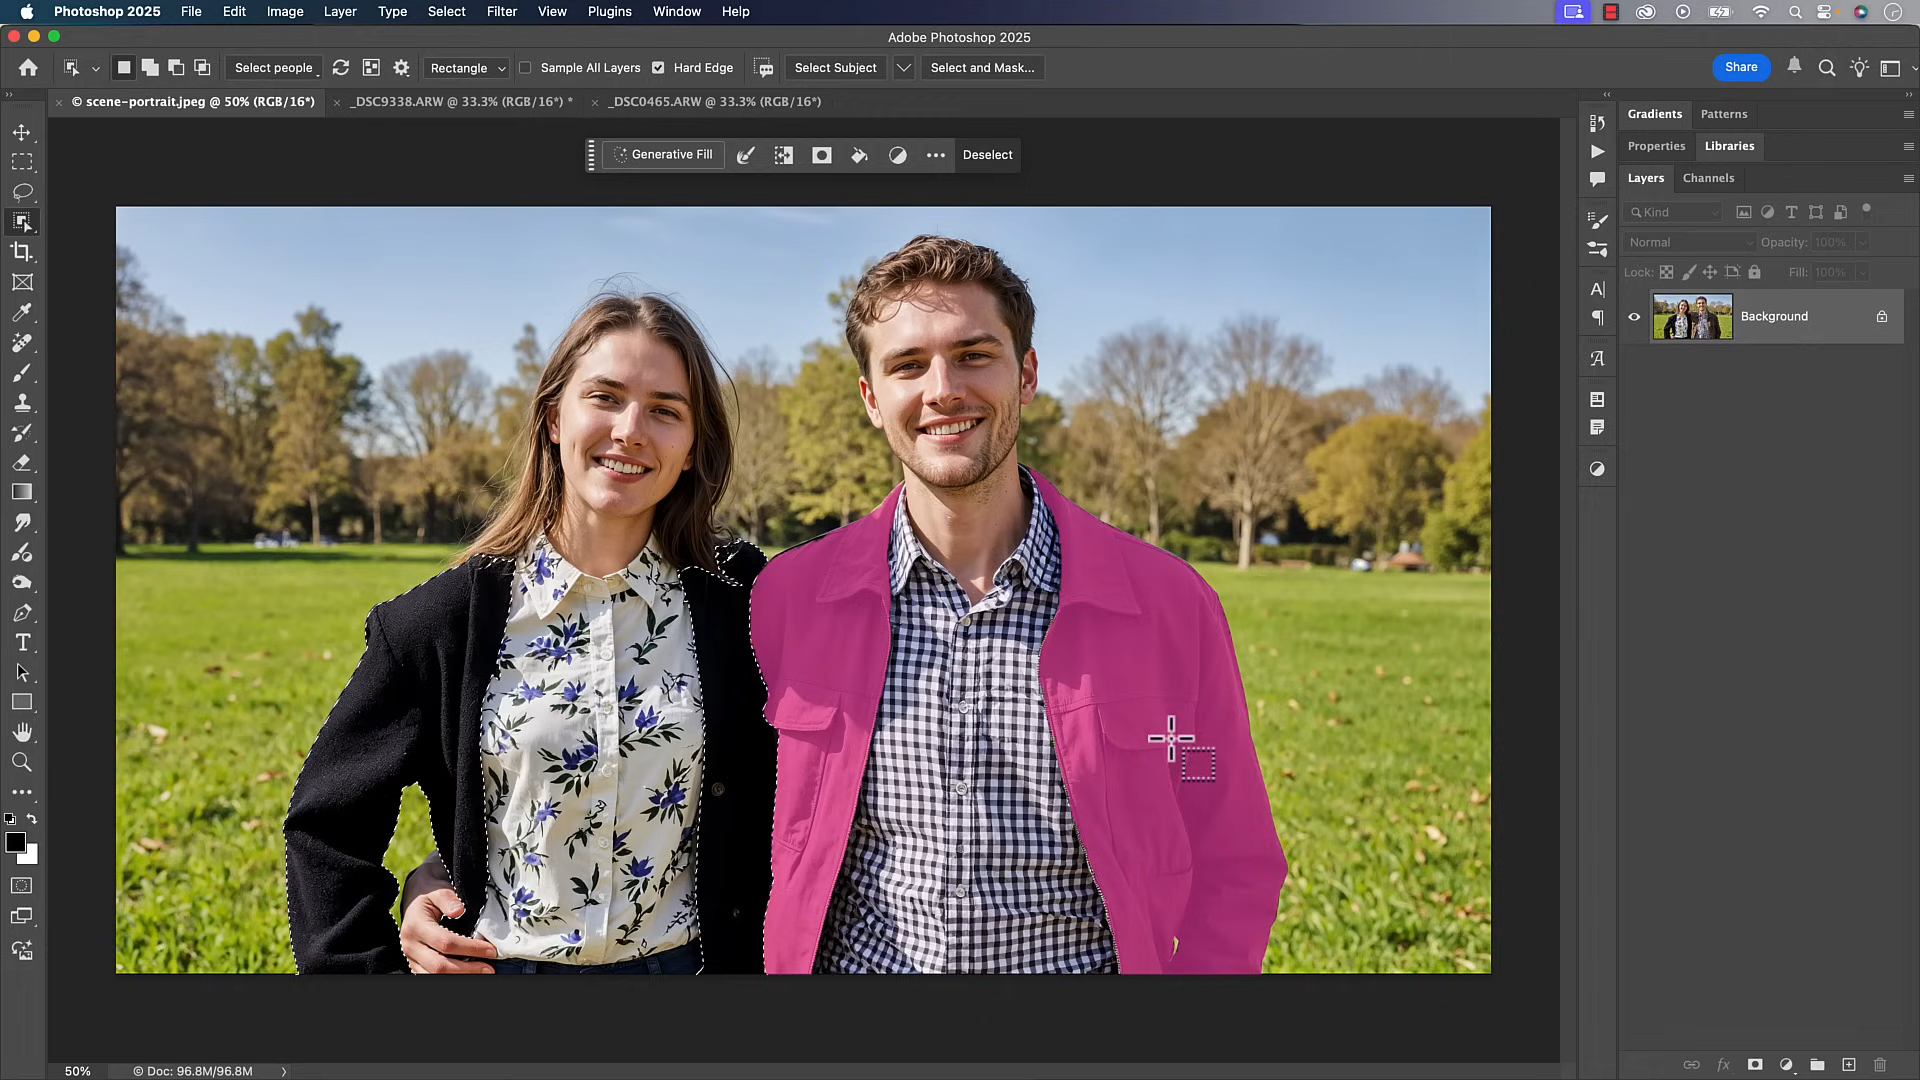 Photoshop 2025 File Edit Image Layer Type Select Filter View Plugins Window Help
Adobe Photoshop 2025
Select people Rectangle Sample All Layers Hard Edge Select Subject Select and Mask... Share
© scene-portrait.jpeg @ 50% (RGB/16*) _DSC9338.ARW @ 33.3% (RGB/16*) * _DSC0465.ARW @ 33.3% (RGB/16*)
Gradients Patterns
Generative Fill Deselect
Properties Libraries
Layers Channels
Kind
Normal Opacity: 100%
Lock: Fill: 100%
Background
50% © Doc: 96.8M/96.8M